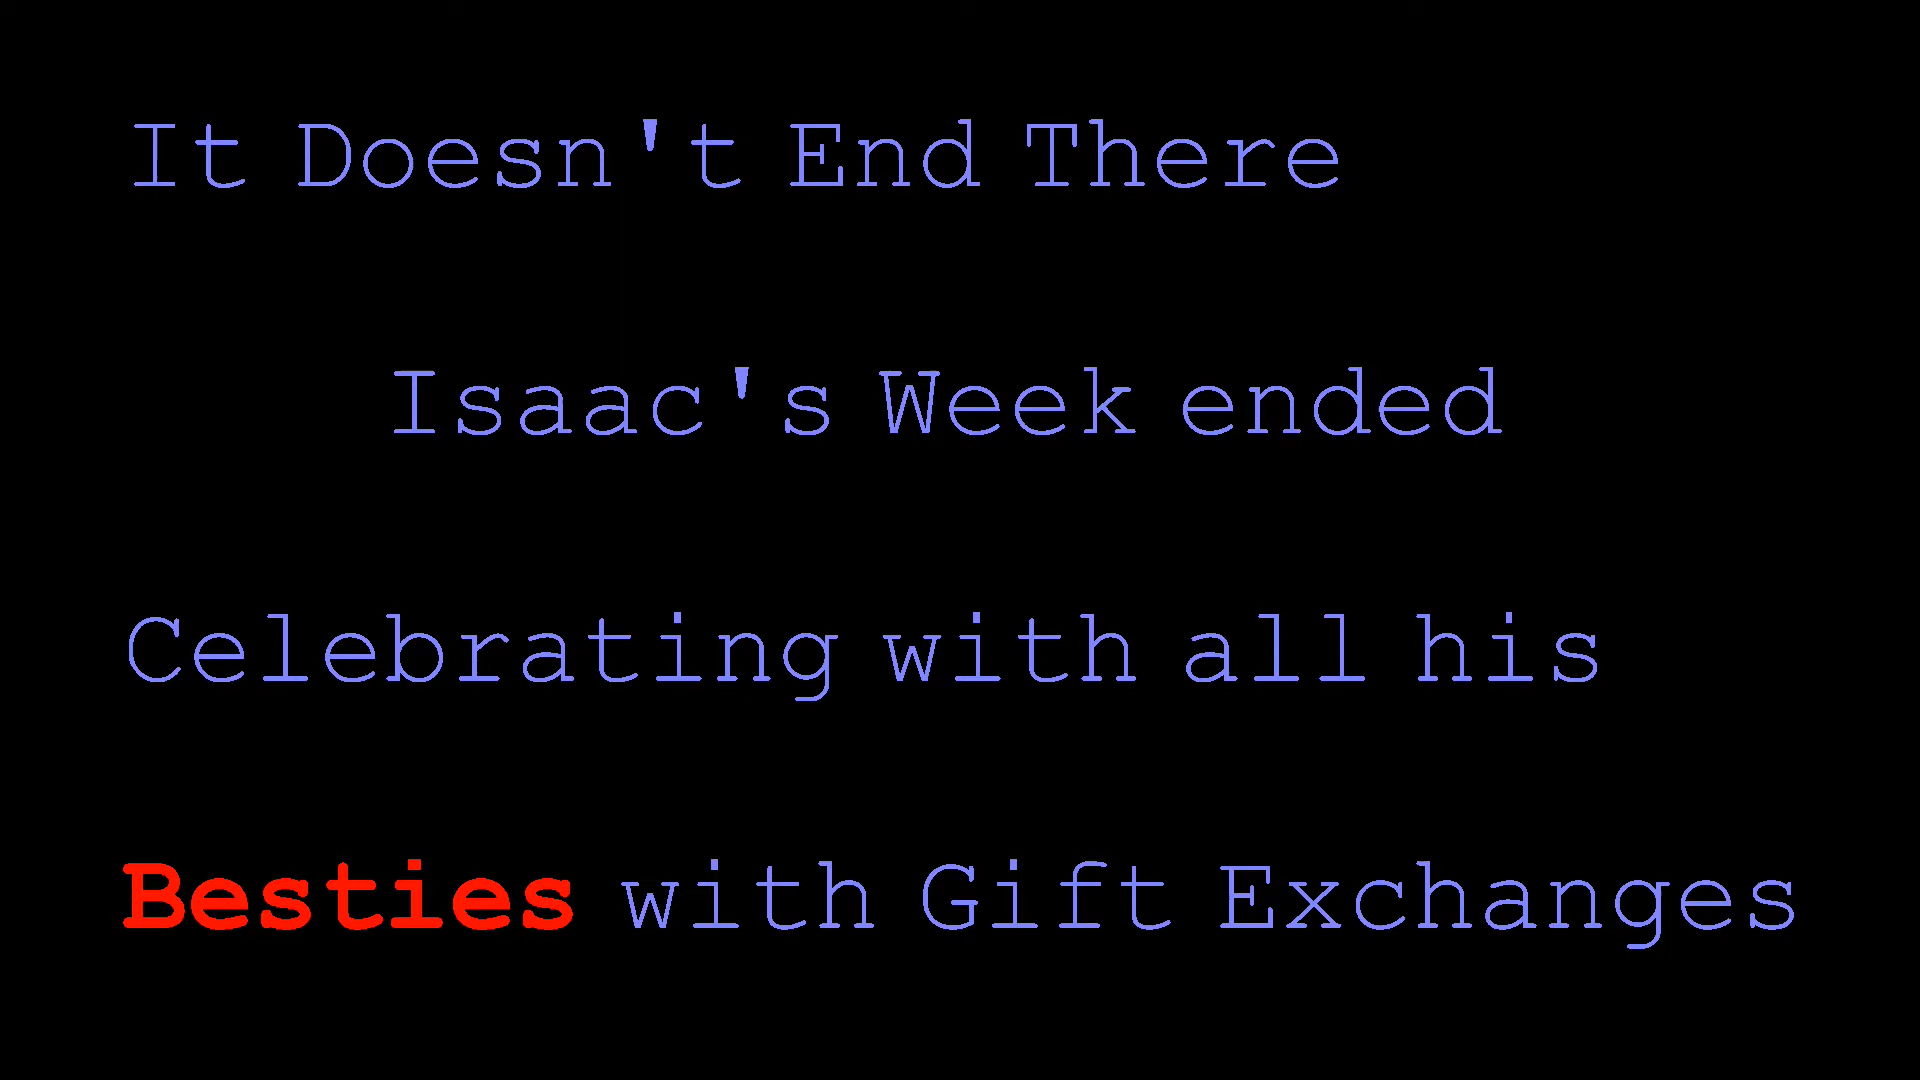 It Doesn't End There
Isaac's Week ended
Celebrating with all his
Besties with Gift Exchanges